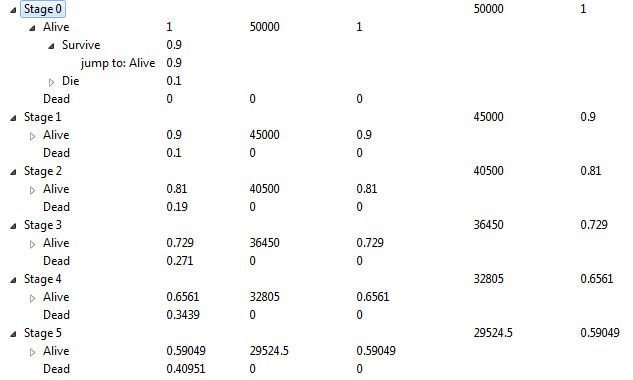 Stage 0 50000 1
Alive 1 50000 1
Survive 0.9
jump to: Alive 0.9
Die 0.1
Dead 0 0 0
Stage 1 45000 0.9
Alive 0.9 45000 0.9
Dead 0.1 0 0
Stage 2 40500 0.81
Alive 0.81 40500 0.81
Dead 0.19 0 0
Stage 3 36450 0.729
Alive 0.729 36450 0.729
Dead 0.271 0 0
Stage 4 32805 0.6561
Alive 0.6561 32805 0.6561
Dead 0.3439 0 0
Stage 5 29524.5 0.59049
Alive 0.59049 29524.5 0.59049
Dead 0.40951 0 0